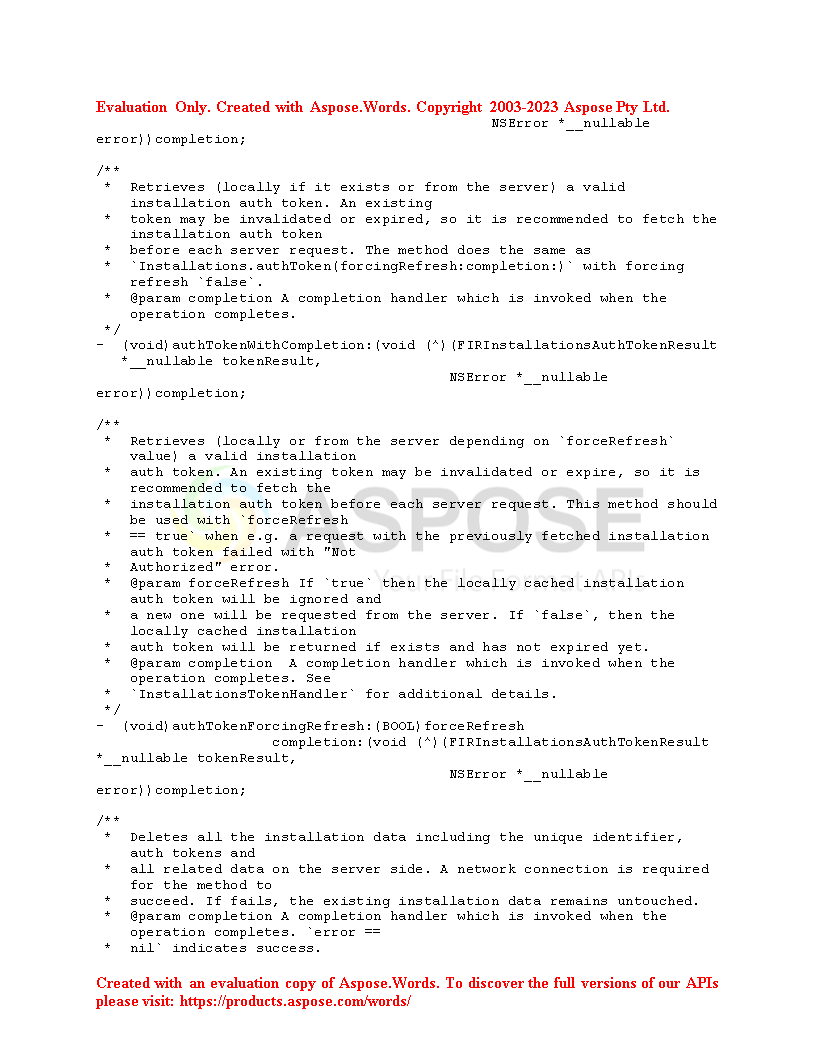 Evaluation Only. Created with Aspose.Words. Copyright 2003-2023 Aspose Pty Ltd.
NSError *__nullable
error))completion;
/**
* Retrieves (locally if it exists or from the server) a valid
installation auth token. An existing
* token may be invalidated or expired, so it is recommended to fetch the
installation auth token
* before each server request. The method does the same as
* `Installations.authToken(forcingRefresh:completion:)` with forcing
refresh `false`.
* @param completion A completion handler which is invoked when the
operation completes.
*/
- (void)authTokenWithCompletion:(void (^)(FIRInstallationsAuthTokenResult
*__nullable tokenResult,
NSError *__nullable
error))completion;
/**
* Retrieves (locally or from the server depending on `forceRefresh`
value) a valid installation
* auth token. An existing token may be invalidated or expire, so it is
recommended to fetch the
* installation auth token before each server request. This method should
be used with `forceRefresh
* == true` when e.g. a request with the previously fetched installation
auth token failed with "Not
* Authorized" error.
* @param forceRefresh If `true` then the locally cached installation
auth token will be ignored and
* a new one will be requested from the server. If `false`, then the
locally cached installation
* auth token will be returned if exists and has not expired yet.
* @param completion  A completion handler which is invoked when the
operation completes. See
* `InstallationsTokenHandler` for additional details.
*/
- (void)authTokenForcingRefresh:(BOOL)forceRefresh
completion:(void (^)(FIRInstallationsAuthTokenResult
*__nullable tokenResult,
NSError *__nullable
error))completion;
/**
* Deletes all the installation data including the unique identifier,
auth tokens and
* all related data on the server side. A network connection is required
for the method to
* succeed. If fails, the existing installation data remains untouched.
* @param completion A completion handler which is invoked when the
operation completes. `error ==
* nil` indicates success.
Created with an evaluation copy of Aspose.Words. To discover the full versions of our APIs
please visit: https://products.aspose.com/words/
ASPOSE
Your File Format APIs